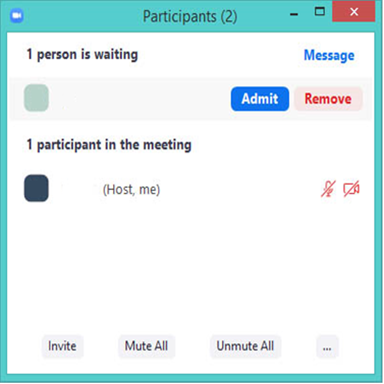 Participants (2)
1 person is waiting Message
Admit Remove
1 participant in the meeting
(Host, me)
Invite Mute All Unmute All ...